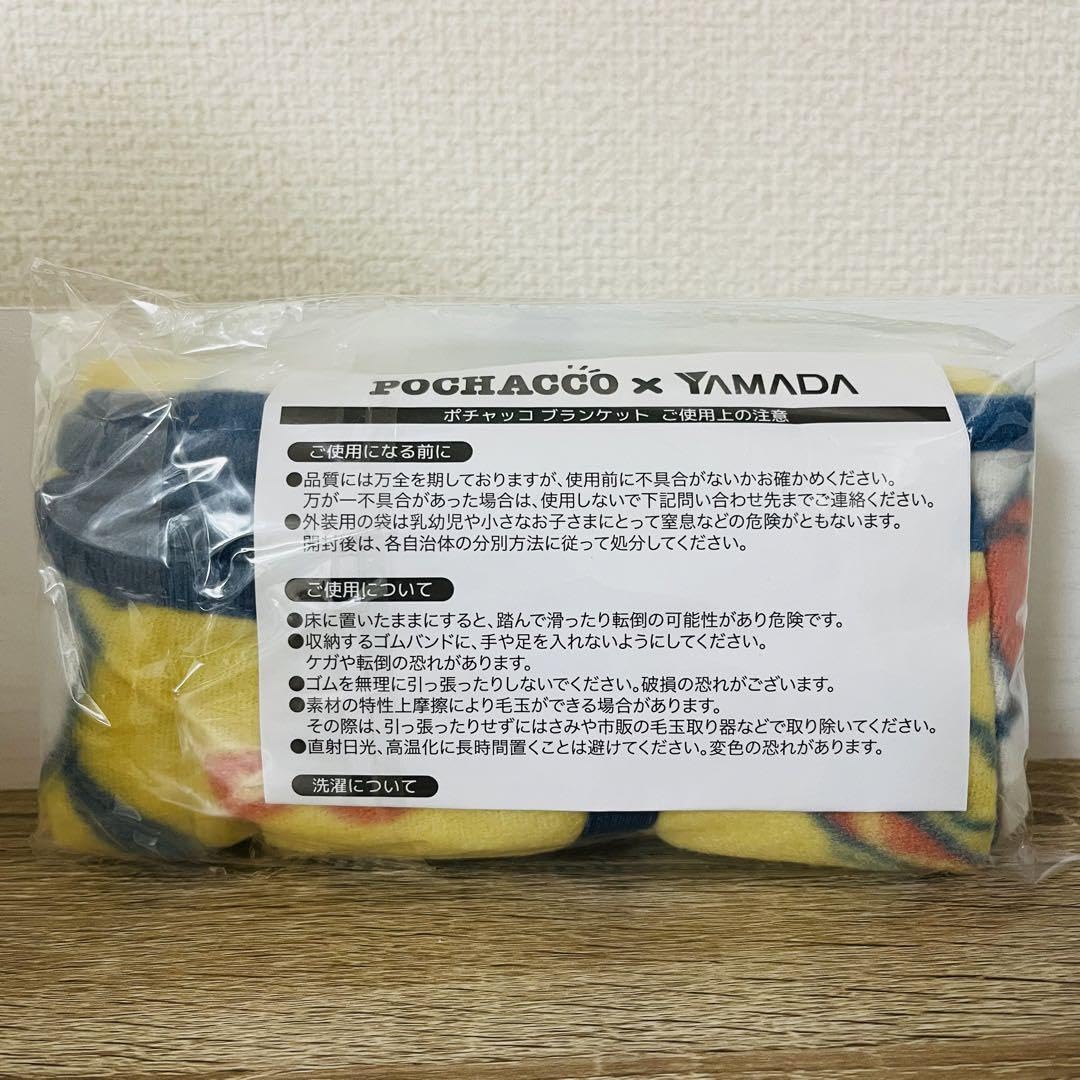 POCHACCO × YAMADA
ポチャッコ ブランケット ご使用上の注意
ご使用になる前に
●品質には万全を期しておりますが、使用前に不具合がないかお確かめください。
万が一不具合があった場合は、使用しないで下記問い合わせ先までご連絡ください。
●外装用の袋は乳幼児や小さなお子さまにとって窒息などの危険がともないます。
開封後は、各自治体の分別方法に従って処分してください。
ご使用について
●床に置いたままにすると、踏んで滑ったり転倒の可能性があり危険です。
●収納するゴムバンドに、手や足を入れないようにしてください。
ケガや転倒の恐れがあります。
●ゴムを無理に引っ張ったりしないでください。破損の恐れがございます。
●素材の特性上摩擦により毛玉ができる場合があります。
その際は、引っ張ったりせずにはさみや市販の毛玉取り器などで取り除いてください。
●直射日光、高温化に長時間置くことは避けてください。変色の恐れがあります。
洗濯について